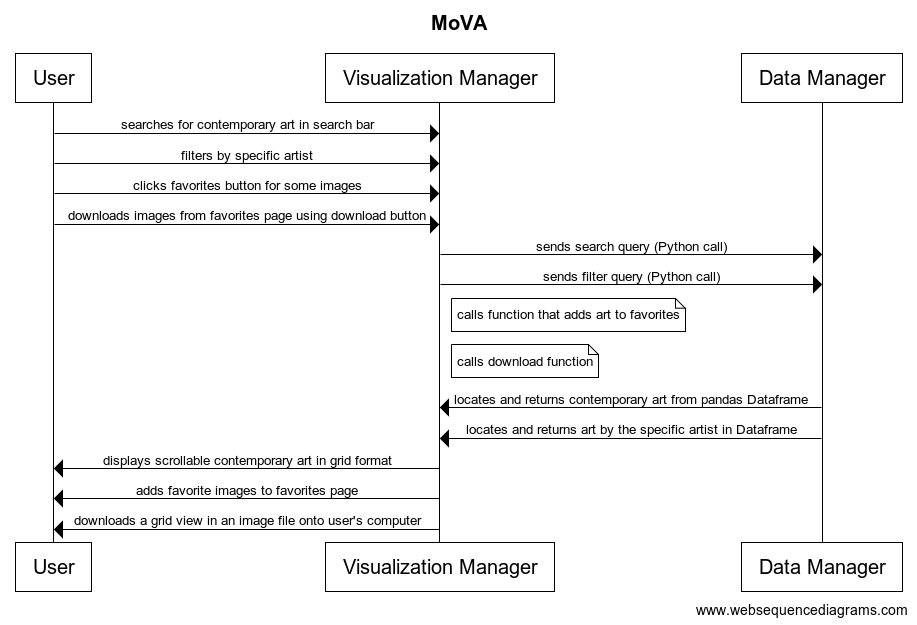 MoVA
User
Visualization Manager
Data Manager
searches for contemporary art in search bar
filters by specific artist
clicks favorites button for some images
downloads images from favorites page using download button
sends search query (Python call)
sends filter query (Python call)
calls function that adds art to favorites
calls download function
locates and returns contemporary art from pandas Dataframe
locates and returns art by the specific artist in Dataframe
displays scrollable contemporary art in grid format
adds favorite images to favorites page
downloads a grid view in an image file onto user's computer
User
Visualization Manager
Data Manager
www.websequencediagrams.com